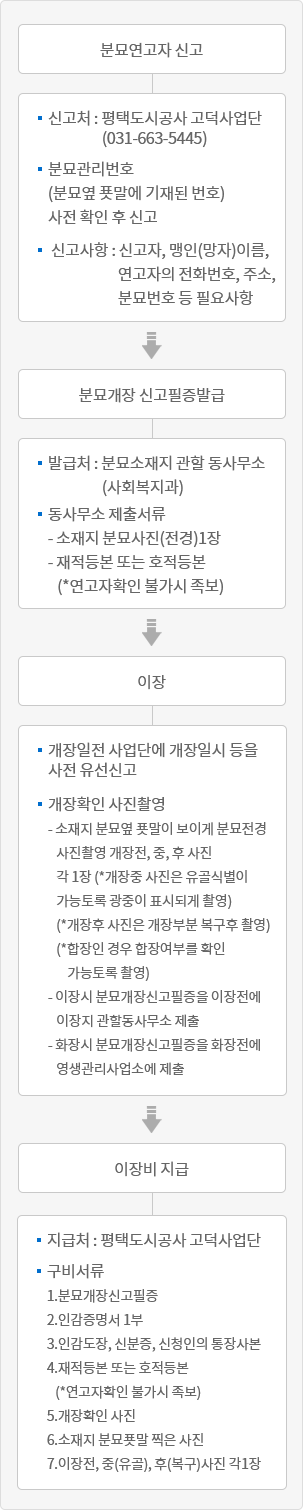 분묘연고자 신고
신고처 : 평택도시공사 고덕사업단
(031-663-5445)
분묘관리번호
(분묘옆 푯말에 기재된 번호)
사전 확인 후 신고
신고사항 : 신고자, 맹인(망자)이름,
연고자의 전화번호, 주소,
분묘번호 등 필요사항
분묘개장 신고필증발급
발급처 : 분묘소재지 관할 동사무소
(사회복지과)
동사무소 제출서류
- 소재지 분묘사진(전경)1장
- 재적등본 또는 호적등본
(*연고자확인 불가시 족보)
이장
개장일전 사업단에 개장일시 등을
사전 유선신고
개장확인 사진촬영
- 소재지 분묘옆 푯말이 보이게 분묘전경
사진촬영 개장전, 중, 후 사진
각 1장 (*개장중 사진은 유골식별이
가능토록 광중이 표시되게 촬영)
(*개장후 사진은 개장부분 복구후 촬영)
(*합장인 경우 합장여부를 확인
가능토록 촬영)
- 이장시 분묘개장신고필증을 이장전에
이장지 관할동사무소 제출
- 화장시 분묘개장신고필증을 화장전에
영생관리사업소에 제출
이장비 지급
지급처 : 평택도시공사 고덕사업단
구비서류
1.분묘개장신고필증
2.인감증명서 1부
3.인감도장, 신분증, 신청인의 통장사본
4.재적등본 또는 호적등본
(*연고자확인 불가시 족보)
5.개장확인 사진
6.소재지 분묘푯말 찍은 사진
7.이장전, 중(유골), 후(복구)사진 각1장